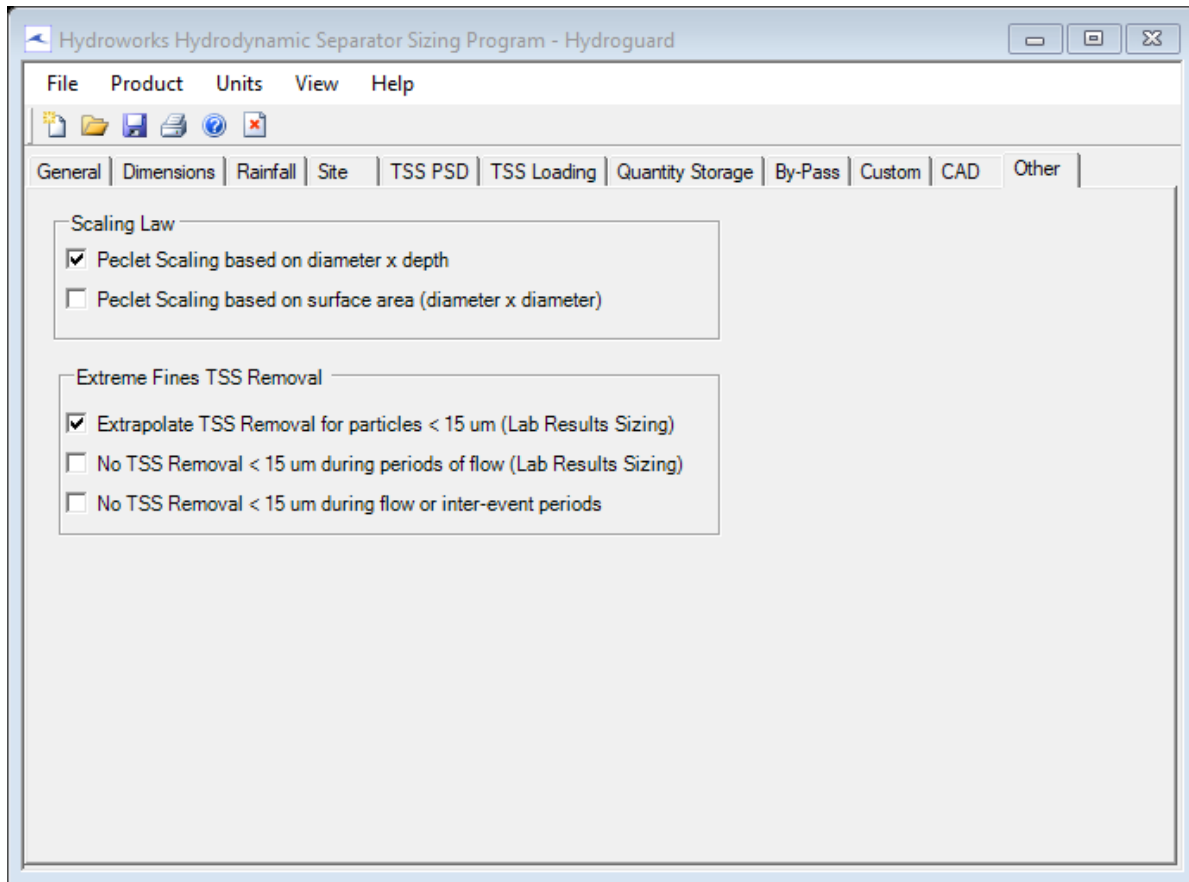 Hydroworks Hydrodynamic Separator Sizing Program - Hydroguard
File Product Units View Help
General Dimensions Rainfall Site TSS PSD TSS Loading Quantity Storage By-Pass Custom CAD Other
Scaling Law
Peclet Scaling based on diameter x depth
Peclet Scaling based on surface area (diameter x diameter)
Extreme Fines TSS Removal
Extrapolate TSS Removal for particles < 15 um (Lab Results Sizing)
No TSS Removal < 15 um during periods of flow (Lab Results Sizing)
No TSS Removal < 15 um during flow or inter-event periods